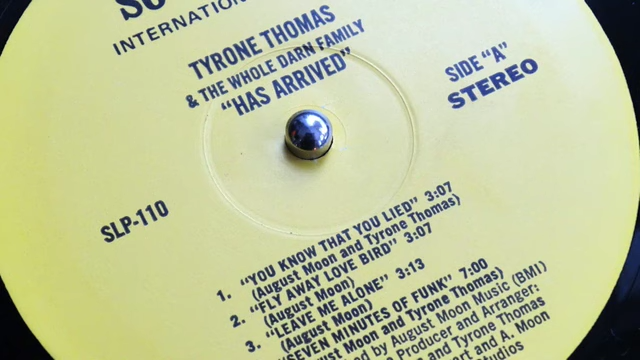 INTERNATIONAL
TYRONE THOMAS
& THE WHOLE DARN FAMILY
"HAS ARRIVED"
SIDE "A"
STEREO
SLP-110
1. "YOU KNOW THAT YOU LIED" 3:07
(August Moon and Tyrone Thomas)
2. "FLY AWAY LOVE BIRD" 3:07
(August Moon)
3. "LEAVE ME ALONE" 3:13
(August Moon)
"SEVEN MINUTES OF FUNK" 7:00
Moon and Tyrone Thomas)
by August Moon Music (BMI)
Producer and Arranger:
and Tyrone Thomas
and A. Moon